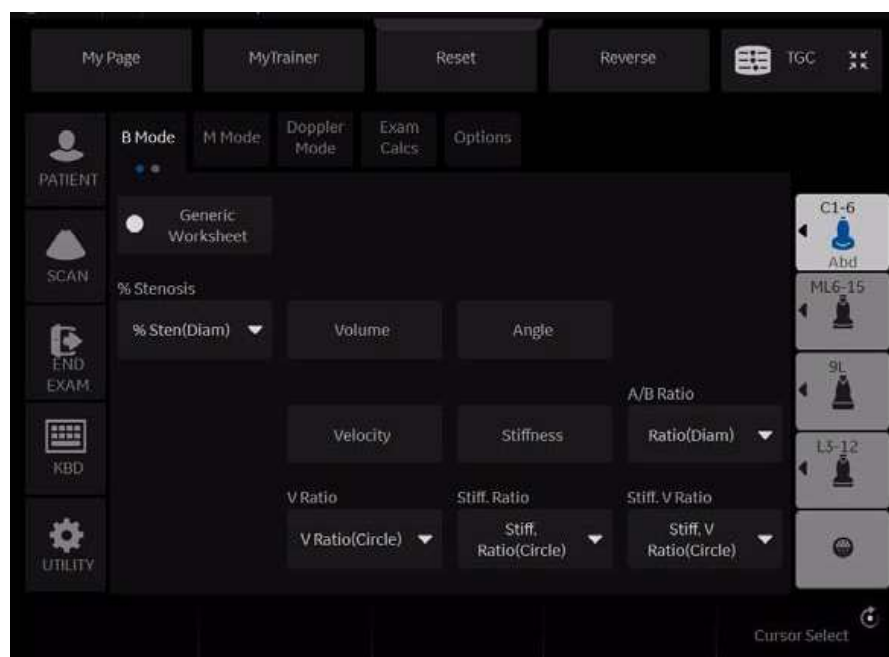 My Page
MyTrainer
Reset
Reverse
TGC
PATIENT
SCAN
END
EXAM
KBD
UTILITY
B Mode
M Mode
Doppler
Mode
Exam
Calcs
Options
Generic
Worksheet
% Stenosis
% Sten(Diam)
Volume
Angle
A/B Ratio
Velocity
Stiffness
Ratio(Diam)
V Ratio
Stiff. Ratio
Stiff. V Ratio
V Ratio(Circle)
Stiff.
Ratio(Circle)
Stiff. V
Ratio(Circle)
C1-6
Abd
ML6-15
9L
L3-12
Cursor Select